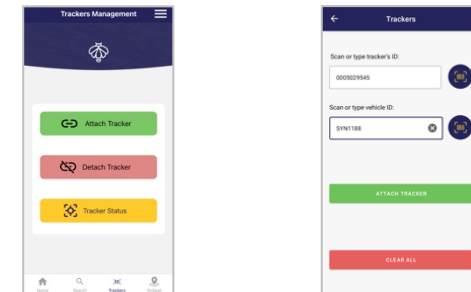 Trackers Management
Attach Tracker
Detach Tracker
Tracker Status
Home
Search
Trackers
Trackers
Scan or type tracker's ID:
0005029545
Scan or type vehicle ID:
SYN1188
ATTACH TRACKER
CLEAR ALL